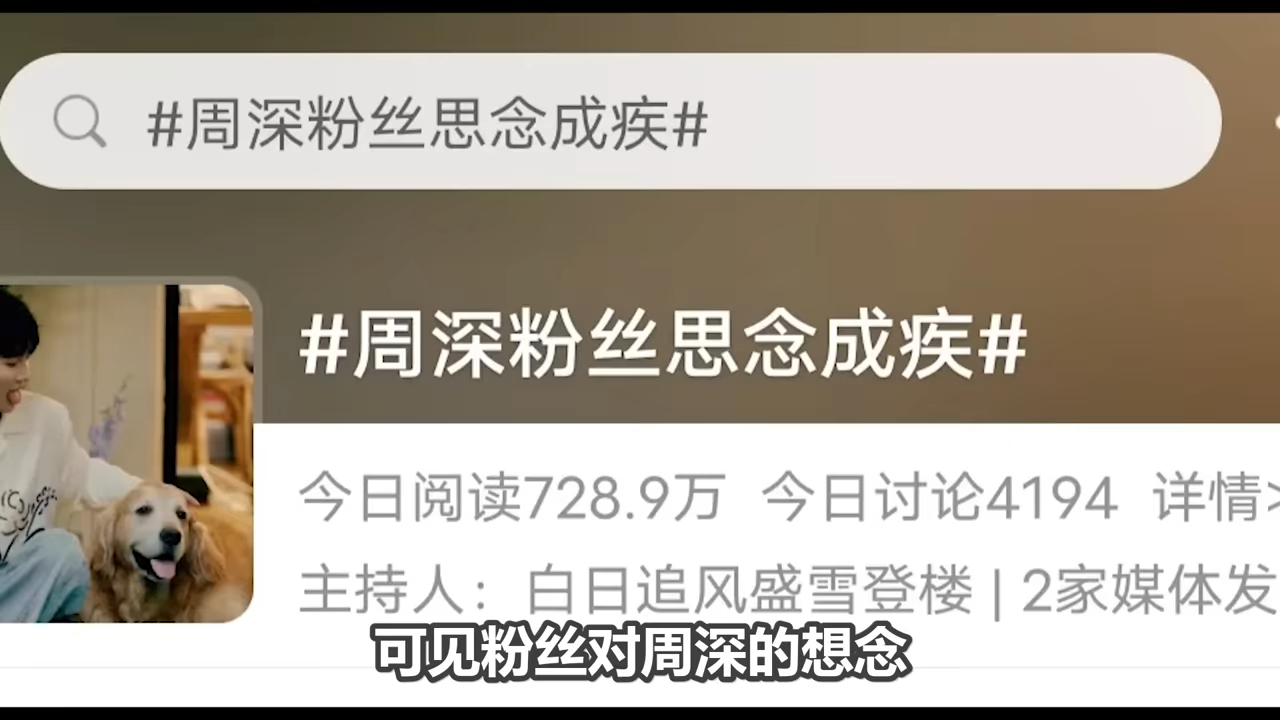 #周深粉丝思念成疾#
#周深粉丝思念成疾#
今日阅读728.9万 今日讨论4194 详情>
主持人：白日追风盛雪登楼 | 2家媒体发
可见粉丝对周深的想念